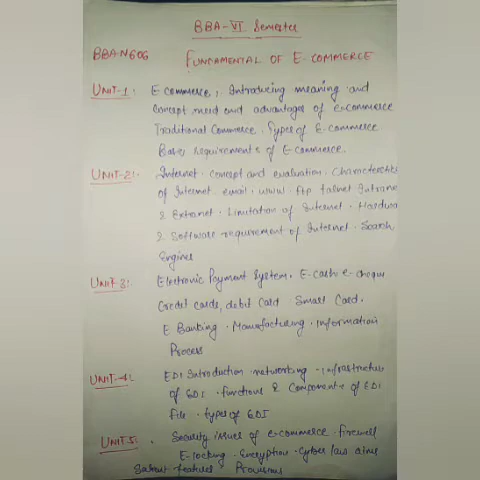 BBA-VI Semester
BBAN606 FUNDAMENTAL OF E-COMMERCE
UNIT-1: E commerce, Introducing meaning and
concept need and advantages of e-commerce
Traditional Commerce. Types of E-commerce
Basic requirements of E commerce.
UNIT-2: Internet. concept and evaluation. Characteristics
of Internet. email. www. ftp talnet Intrane
& Extranet. Limitation of Internet. Hardwa
& Software requirement of Internet. Search
Engines
UNIT-3: Electronic Payment System. E-cash e-cheque
Credit cards, debit card. Small Card.
E Banking. Manufacturing. information
Process
UNIT-4: EDI Introduction networking. infrastructure
of EDI. functions & Components of EDI
File. types of EDI
UNIT-5: Security issues of e-commerce. firewall
E-locking. Encryption. Cyber law aims
Salient features Provisions